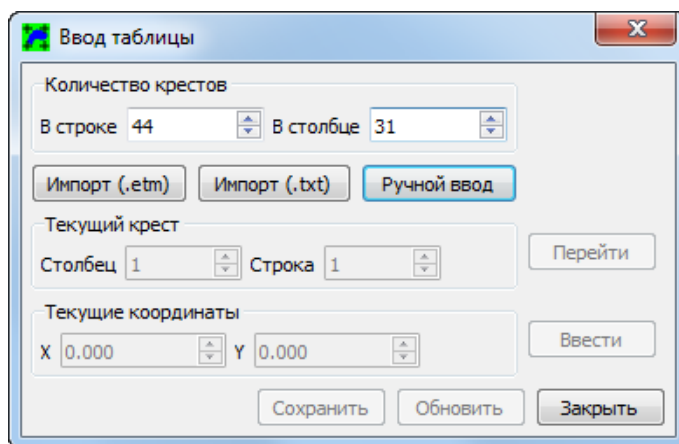 Ввод таблицы
Количество крестов
В строке 44 В столбце 31
Импорт (.etm) Импорт (.txt) Ручной ввод
Текущий крест
Столбец 1 Строка 1 Перейти
Текущие координаты
X 0.000 Y 0.000 Ввести
Сохранить Обновить Закрыть